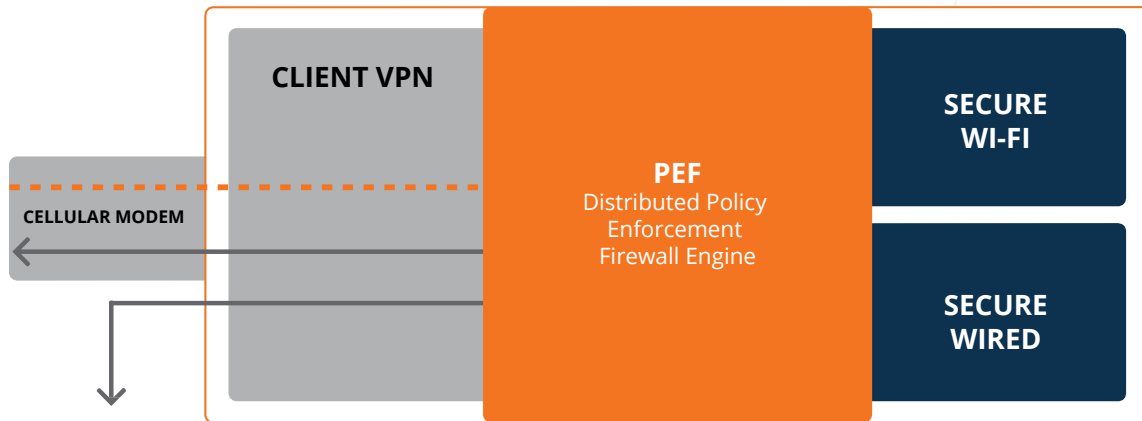 CLIENT VPN
CELLULAR MODEM
PEF
Distributed Policy
Enforcement
Firewall Engine
SECURE
WI-FI
SECURE
WIRED